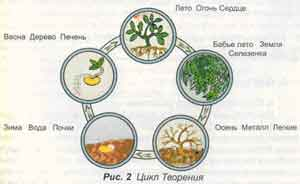 Лето Огонь Сердце
Весна Дерево Печень
Бабье лето - Земля
Селезенка
Зима Вода Почки
Осень Металл Легкие
Рис. 2 Цикл Творения